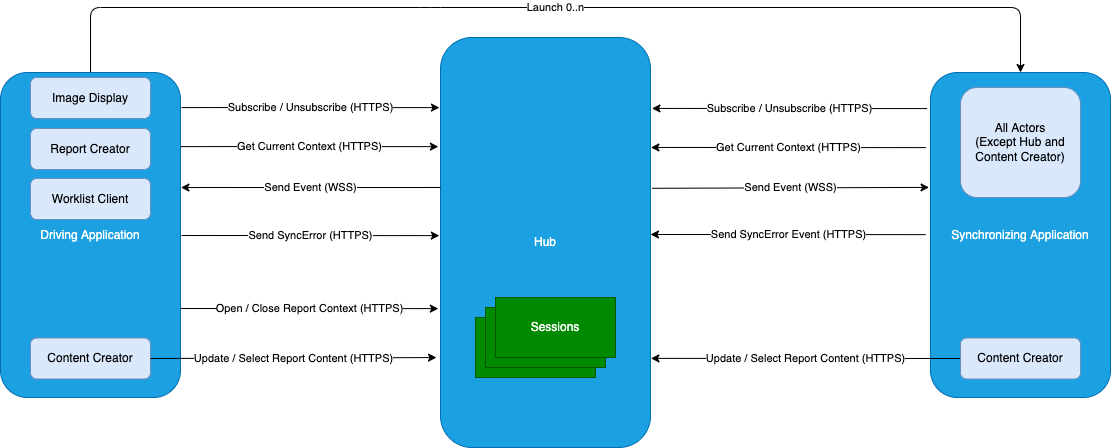 Launch 0..n
Image Display
Report Creator
Worklist Client
Driving Application
Content Creator
Subscribe / Unsubscribe (HTTPS)
Get Current Context (HTTPS)
Send Event (WSS)
Send SyncError (HTTPS)
Open / Close Report Context (HTTPS)
Update / Select Report Content (HTTPS)
Hub
Sessions
Subscribe / Unsubscribe (HTTPS)
Get Current Context (HTTPS)
Send Event (WSS)
Send SyncError Event (HTTPS)
Update / Select Report Content (HTTPS)
All Actors
(Except Hub and
Content Creator)
Synchronizing Application
Content Creator